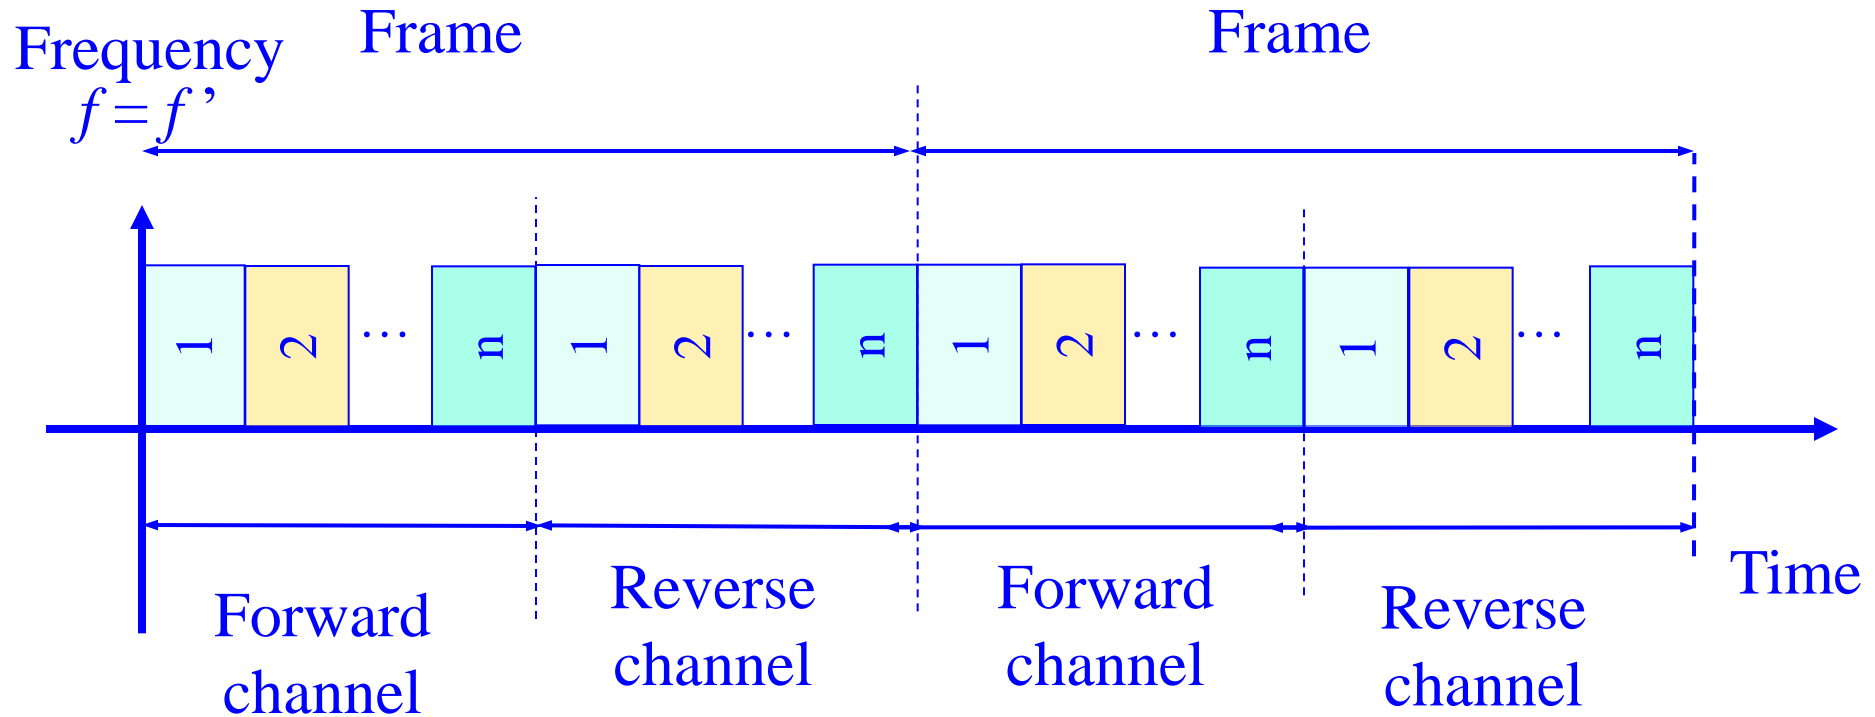 Frame
Frame
Frequency
f = f '
1 2 … n 1 2 … n 1 2 … n 1 2 … n
Forward
channel
Reverse
channel
Forward
channel
Reverse
channel
Time